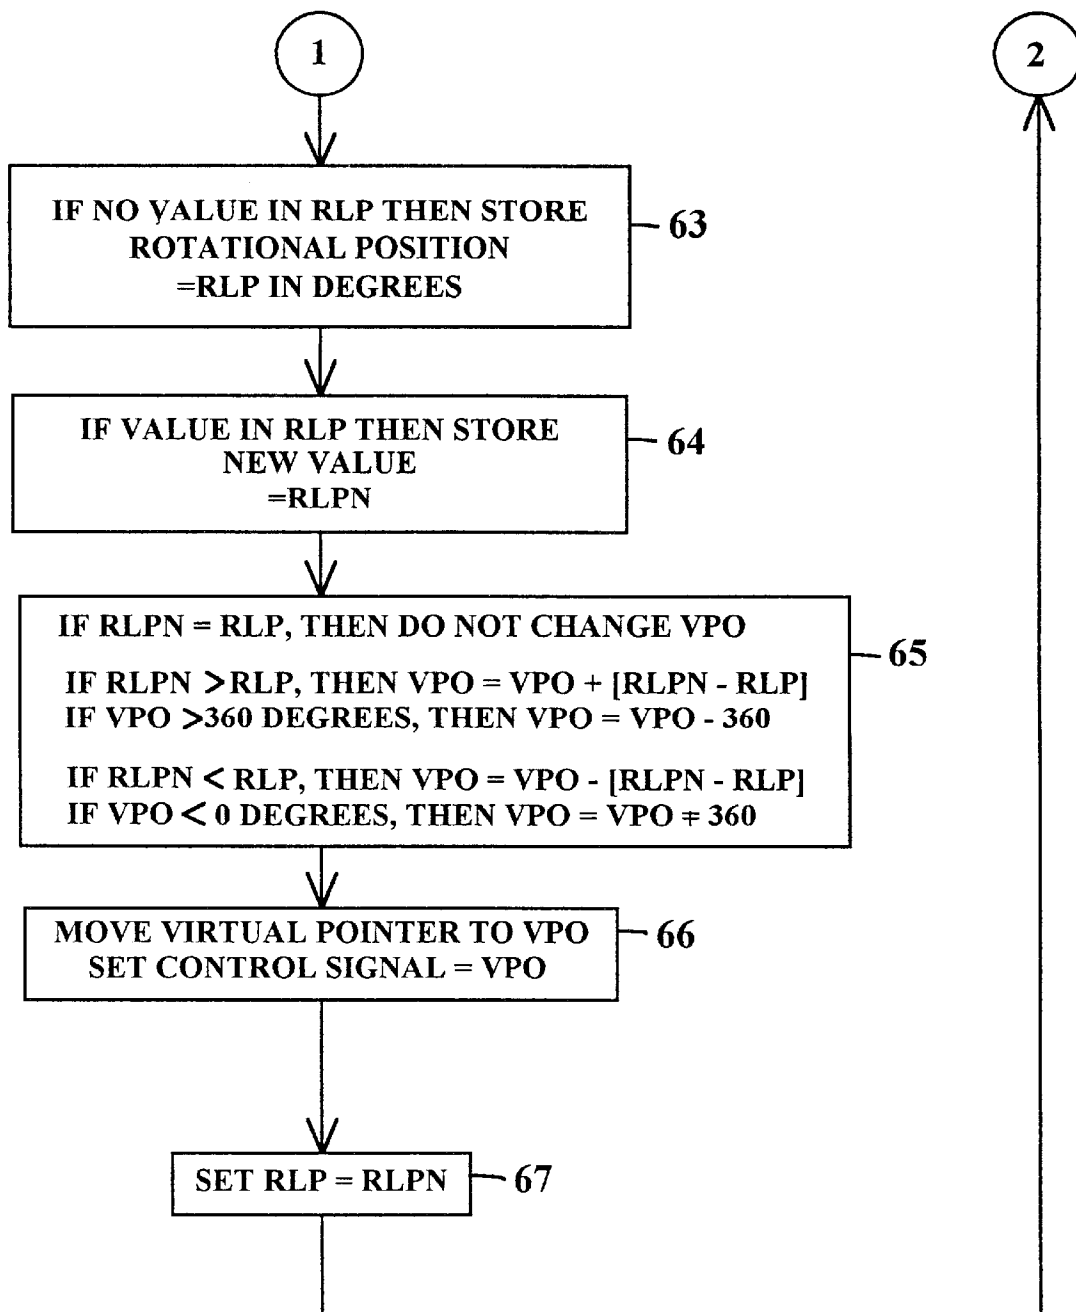 1
2
IF NO VALUE IN RLP THEN STORE
ROTATIONAL POSITION
=RLP IN DEGREES
63
IF VALUE IN RLP THEN STORE
NEW VALUE
=RLPN
64
IF RLPN = RLP, THEN DO NOT CHANGE VPO
IF RLPN > RLP, THEN VPO = VPO + [RLPN - RLP]
IF VPO >360 DEGREES, THEN VPO = VPO - 360
IF RLPN < RLP, THEN VPO = VPO - [RLPN - RLP]
IF VPO < 0 DEGREES, THEN VPO = VPO ∓ 360
65
MOVE VIRTUAL POINTER TO VPO
SET CONTROL SIGNAL = VPO
66
SET RLP = RLPN
67